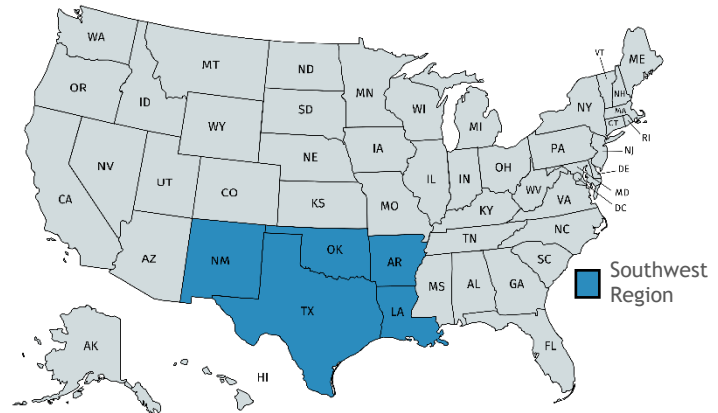 WA
MT
ND
MN
VT
ME
OR
ID
SD
WI
MI
NY
NH
MA
CT
RI
WY
IA
PA
NJ
NV
NE
IL
IN
OH
DE
UT
CO
WV
MD
CA
KS
MO
KY
VA
DC
TN
NC
AZ
NM
OK
AR
SC
MS
AL
GA
TX
LA
Southwest
Region
AK
HI
FL